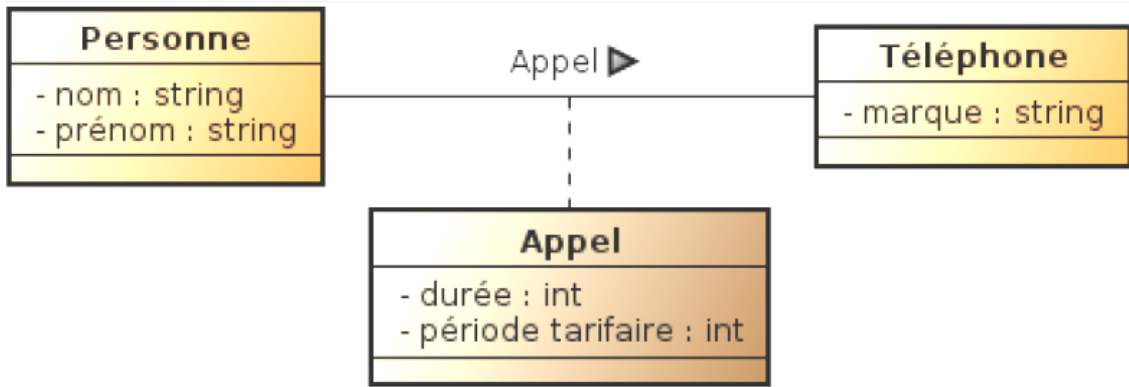 Personne
- nom : string
- prénom : string
Appel
Téléphone
- marque : string
Appel
- durée : int
- période tarifaire : int